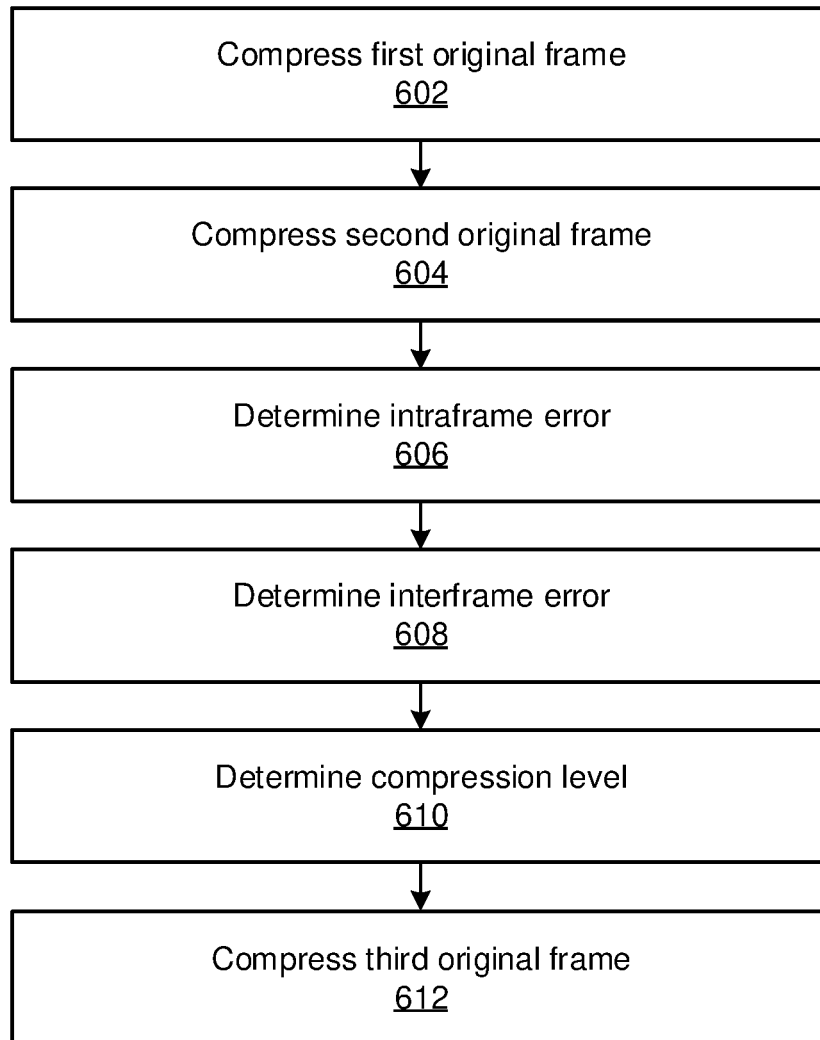 Compress first original frame
602
Compress second original frame
604
Determine intraframe error
606
Determine interframe error
608
Determine compression level
610
Compress third original frame
612